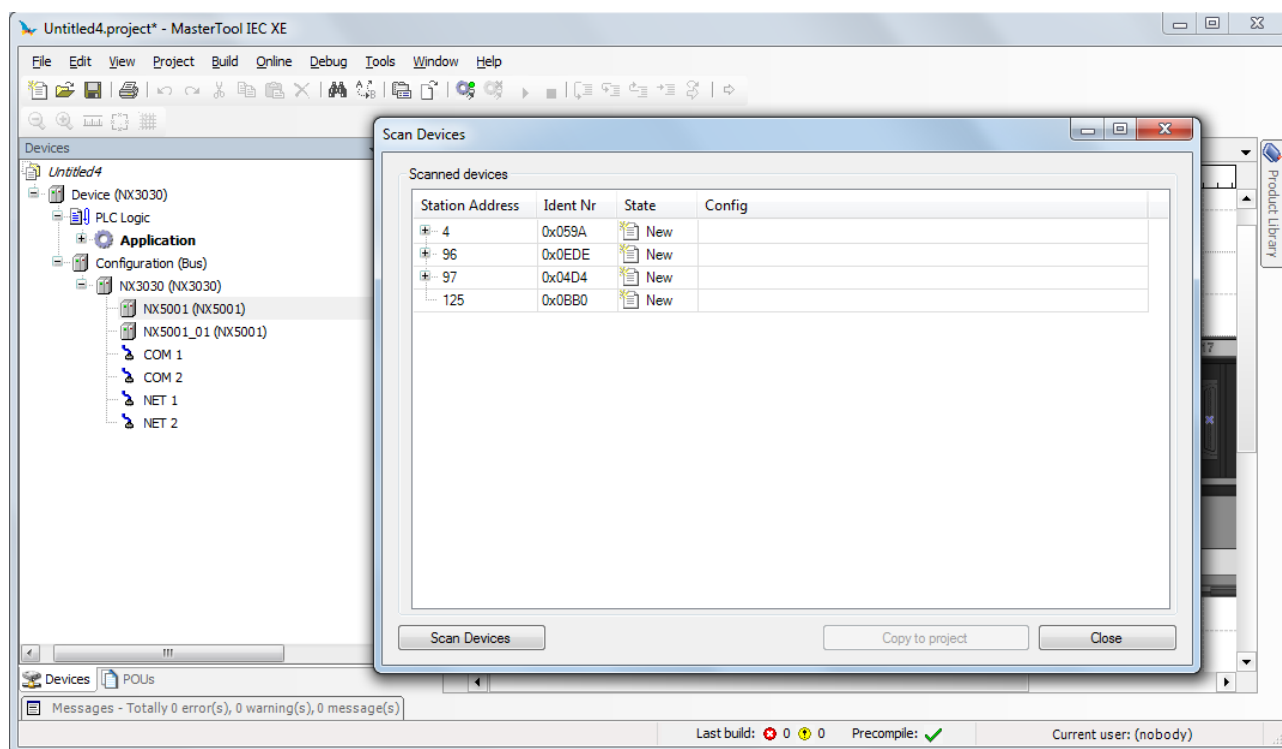 Untitled4.project* - MasterTool IEC XE
File Edit View Project Build Online Debug Tools Window Help
Devices
Untitled4
Device (NX3030)
PLC Logic
Application
Configuration (Bus)
NX3030 (NX3030)
NX5001 (NX5001)
NX5001_01 (NX5001)
COM 1
COM 2
NET 1
NET 2
Scan Devices
Scanned devices
Station Address Ident Nr State Config
4 0x059A New
96 0x0EDE New
97 0x04D4 New
125 0x0BB0 New
Scan Devices Copy to project Close
Product Library
17
Devices POUs
Messages - Totally 0 error(s), 0 warning(s), 0 message(s)
Last build: 0 0 Precompile: Current user: (nobody)